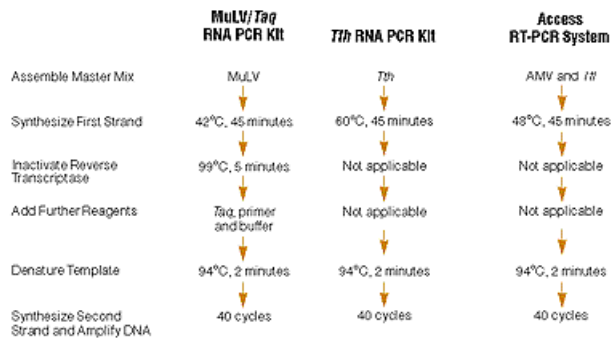 MuLV/Taq
RNA PCR Kit
Tth RNA PCR Kit
Access
RT-PCR System
Assemble Master Mix
MuLV
Tth
AMV and Tfl
Synthesize First Strand
42°C, 45 minutes
60°C, 45 minutes
48°C, 45 minutes
Inactivate Reverse
Transcriptase
99°C, 5 minutes
Not applicable
Not applicable
Add Further Reagents
Taq, primer
and buffer
Not applicable
Not applicable
Denature Template
94°C, 2 minutes
94°C, 2 minutes
94°C, 2 minutes
Synthesize Second
Strand and Amplify DNA
40 cycles
40 cycles
40 cycles